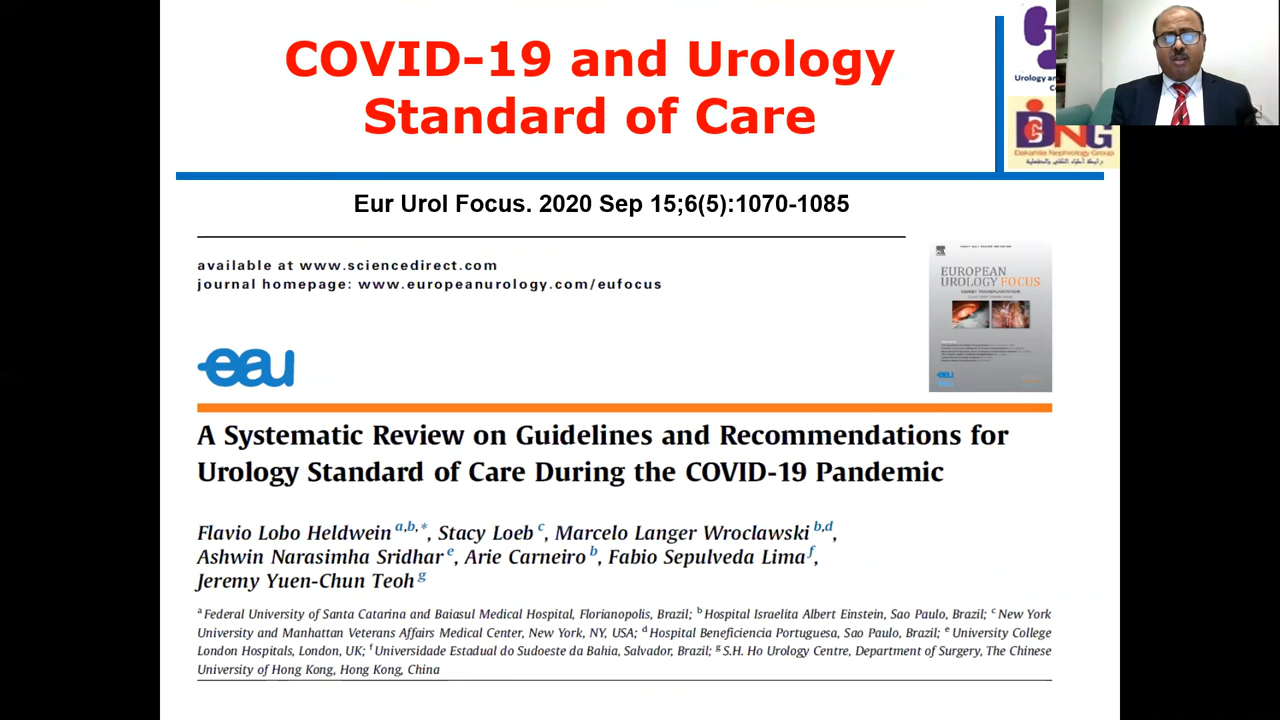 COVID-19 and Urology
Standard of Care
Urology an
DNG
Dakahlia Nephrology Group
Eur Urol Focus. 2020 Sep 15;6(5):1070-1085
available at www.sciencedirect.com
journal homepage: www.europeanurology.com/eufocus
EUROPEAN
UROLOGY FOCUS
eau
A Systematic Review on Guidelines and Recommendations for
Urology Standard of Care During the COVID-19 Pandemic
Flavio Lobo Heldwein a,b,*, Stacy Loeb c, Marcelo Langer Wroclawski b,d,
Ashwin Narasimha Sridhar e, Arie Carneiro b, Fabio Sepulveda Lima f,
Jeremy Yuen-Chun Teoh g
a Federal University of Santa Catarina and Baiasul Medical Hospital, Florianopolis, Brazil; b Hospital Israelita Albert Einstein, Sao Paulo, Brazil; c New York
University and Manhattan Veterans Affairs Medical Center, New York, NY, USA; d Hospital Beneficiencia Portuguesa, Sao Paulo, Brazil; e University College
London Hospitals, London, UK; f Universidade Estadual do Sudoeste da Bahia, Salvador, Brazil; g S.H. Ho Urology Centre, Department of Surgery, The Chinese
University of Hong Kong, Hong Kong, China